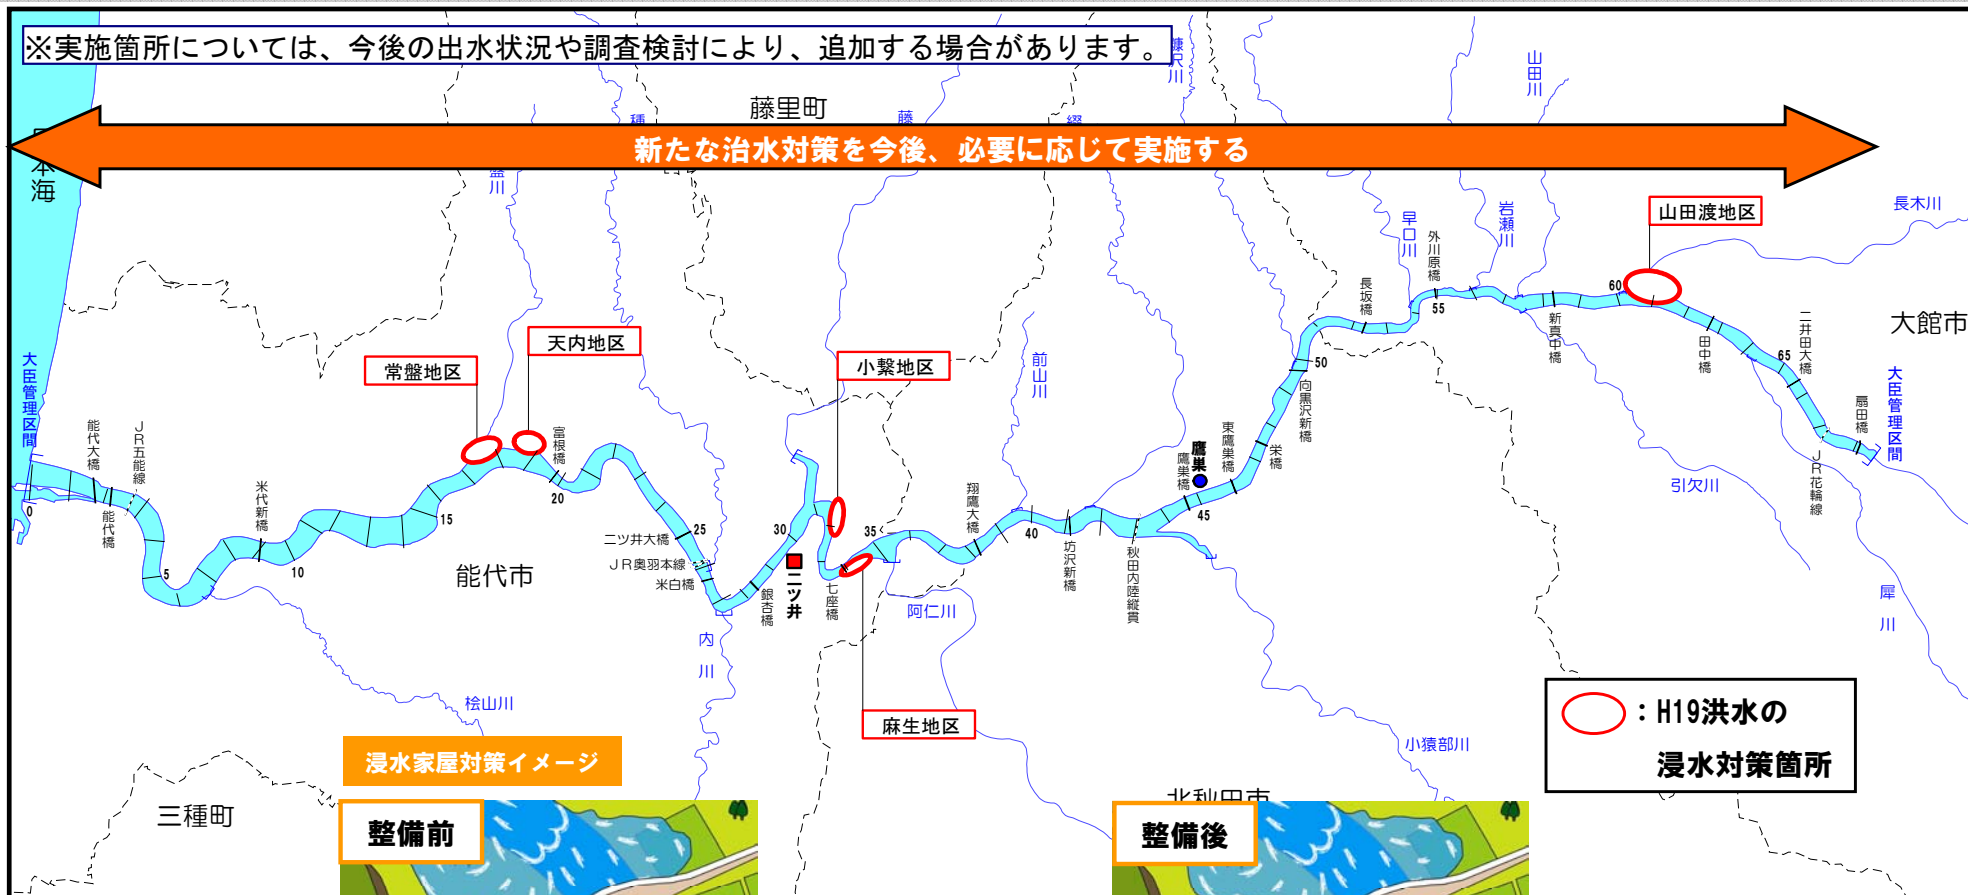 ※実施箇所については、今後の出水状況や調査検討により、追加する場合があります。
藤里町
山田川
新たな治水対策を今後、必要に応じて実施する
本海
長木川
山田渡地区
早口川
岩瀬川
外川原橋
長坂橋
新真中橋
田中橋
二井田大橋
扇田橋
大館市
大臣管理区間
大臣管理区間
天内地区
常盤地区
小繋地区
前山川
能代大橋
JR五能線
能代橋
米代新橋
富根橋
二ツ井大橋
JR奥羽本線
米白橋
銀杏橋
二ツ井
七座橋
翔鷹大橋
坊沢新橋
秋田内陸縦貫
鷹巣橋
鷹巣
東鷹巣橋
栄橋
向黒沢新橋
JR花輪線
引欠川
犀川
0
5
10
15
20
25
30
35
40
45
50
55
60
65
能代市
内川
阿仁川
桧山川
麻生地区
小猿部川
三種町
北秋田市
:H19洪水の
浸水対策箇所
浸水家屋対策イメージ
整備前
整備後